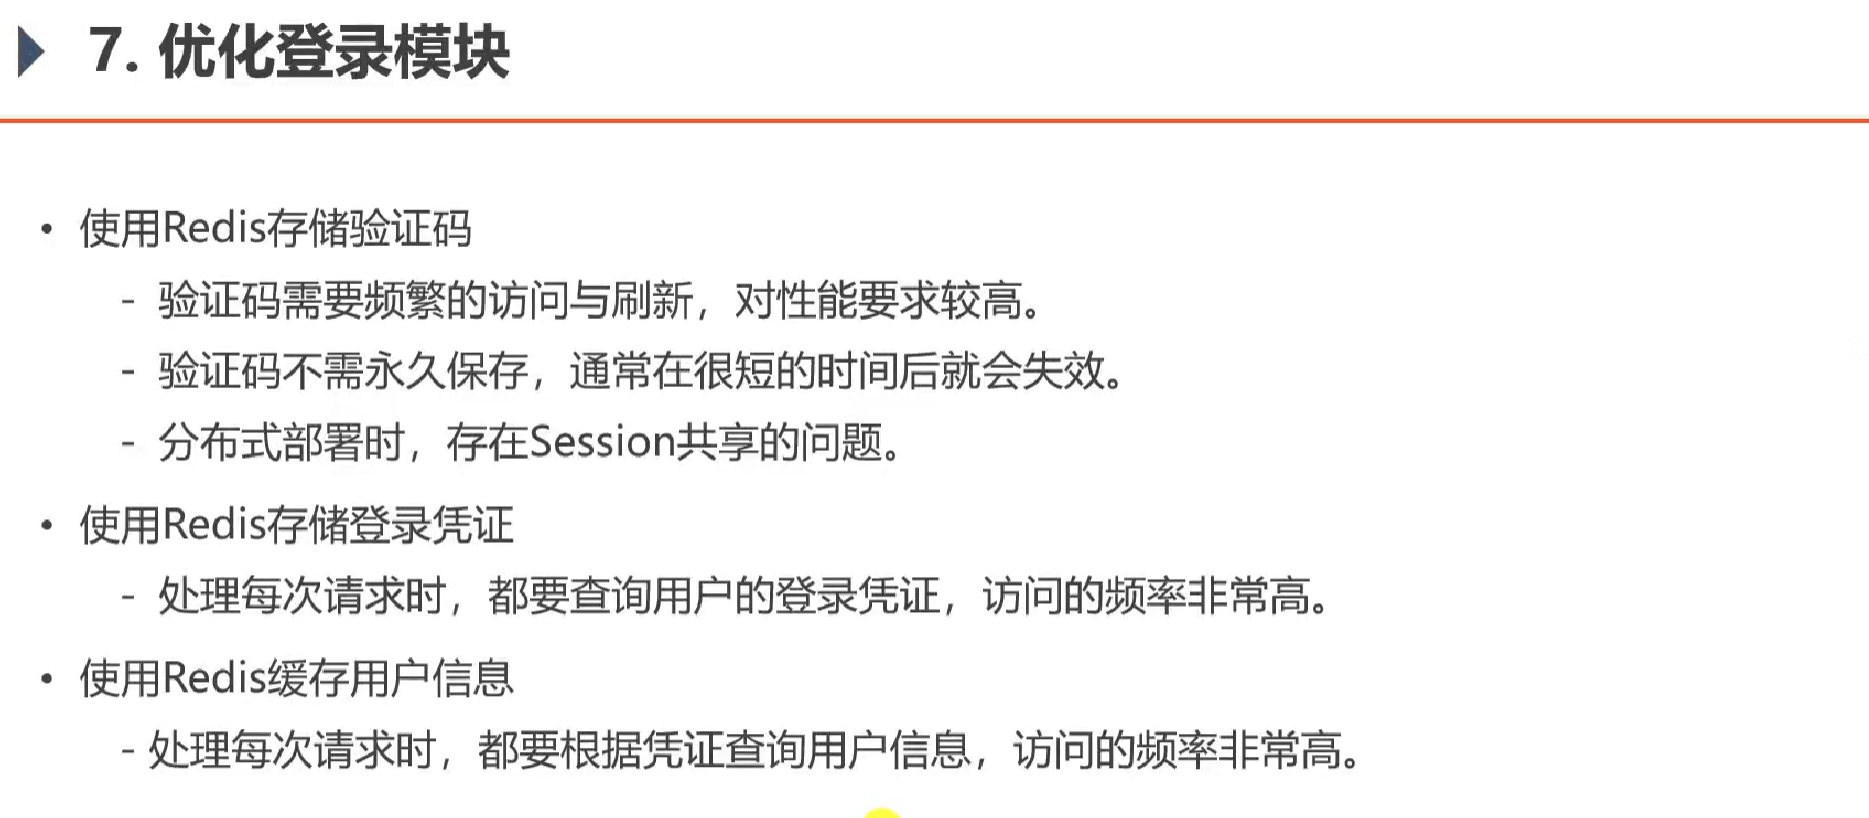 7. 优化登录模块
• 使用Redis存储验证码
- 验证码需要频繁的访问与刷新，对性能要求较高。
- 验证码不需永久保存，通常在很短的时间后就会失效。
- 分布式部署时，存在Session共享的问题。
• 使用Redis存储登录凭证
- 处理每次请求时，都要查询用户的登录凭证，访问的频率非常高。
• 使用Redis缓存用户信息
- 处理每次请求时，都要根据凭证查询用户信息，访问的频率非常高。